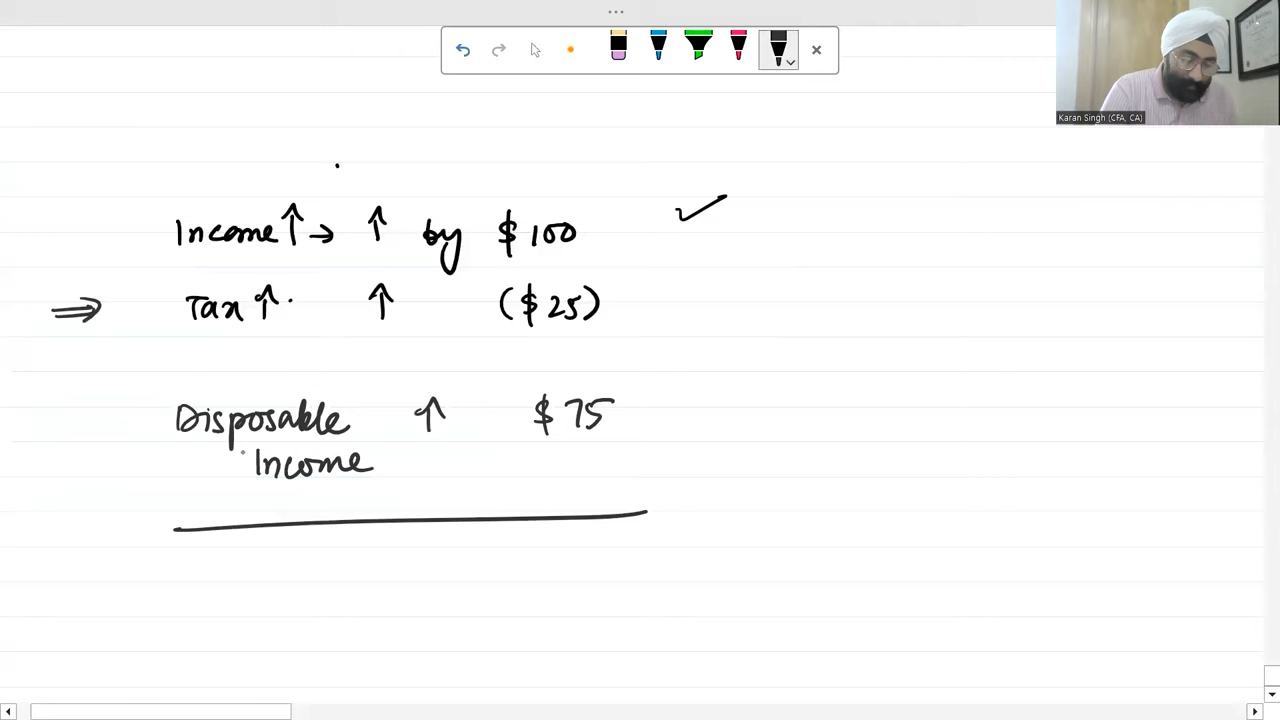 Karan Singh (CFA, CA)
Income ↑ → ↑ by $ 100 ✓
⇒ Tax ↑ ↑ ($ 25)
Disposable ↑ $ 75
Income